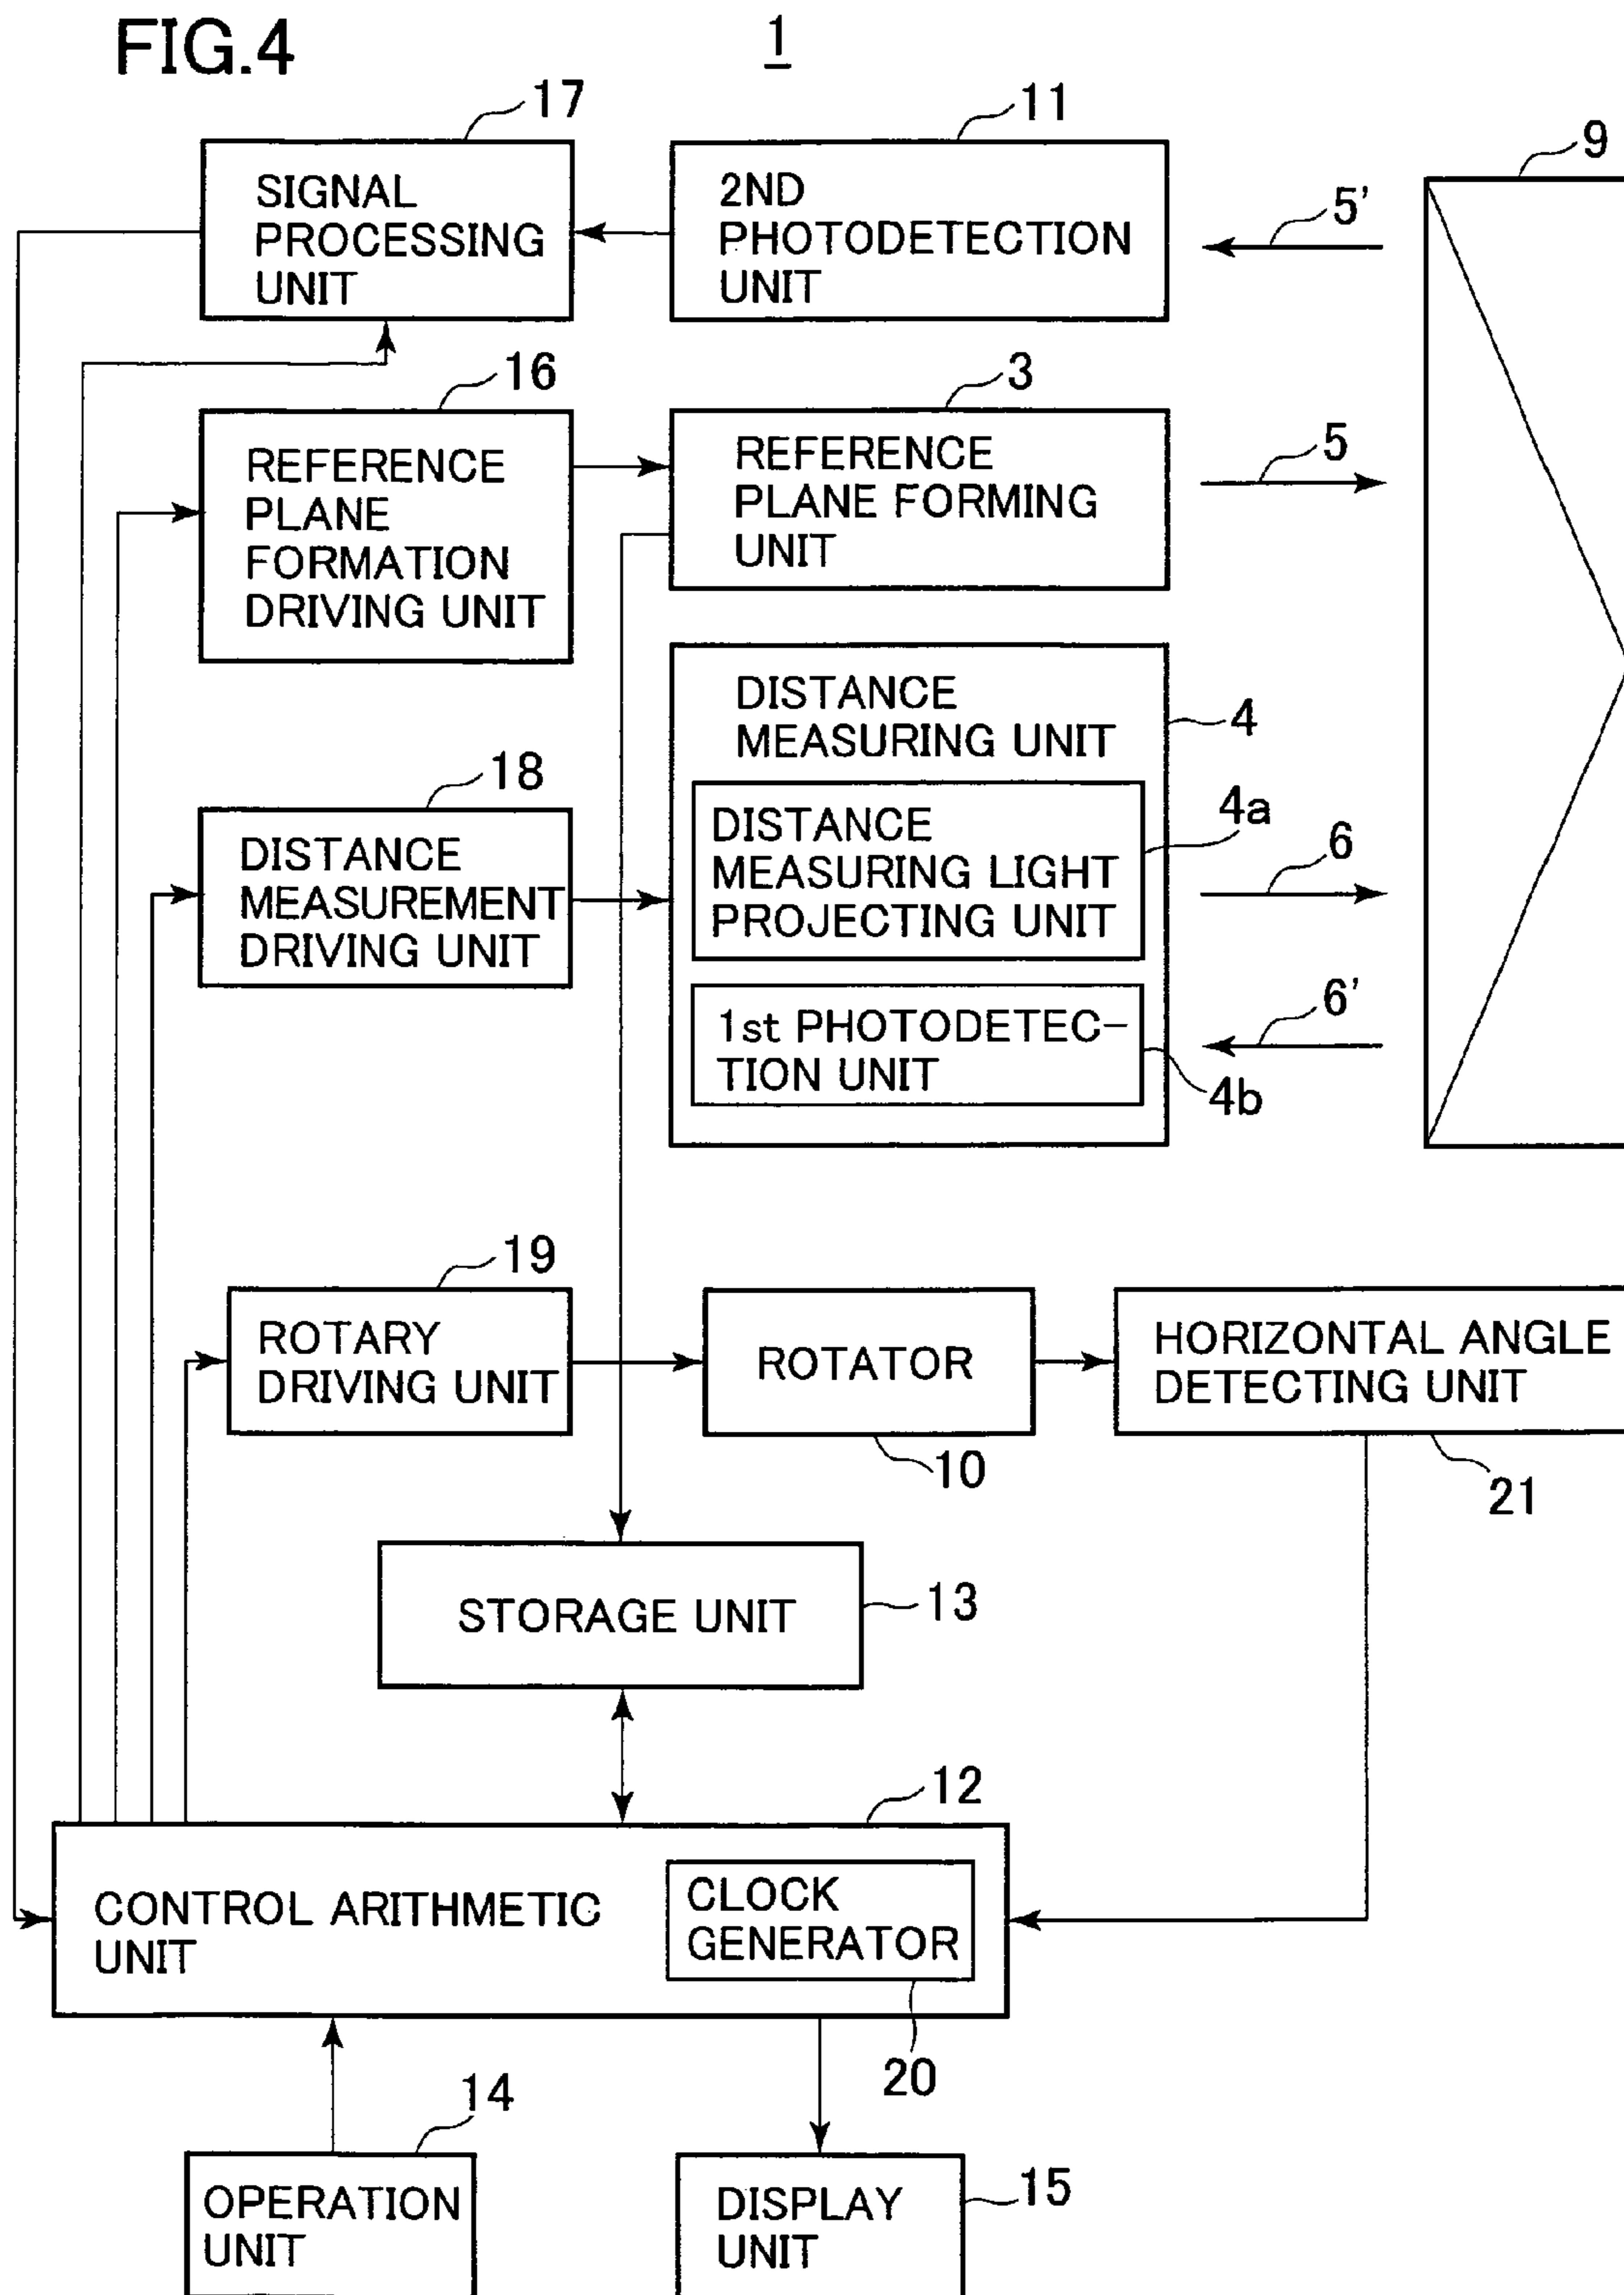 FIG.4
1
17
11
9
SIGNAL
PROCESSING
UNIT
2ND
PHOTODETECTION
UNIT
5'
16
3
REFERENCE
PLANE
FORMATION
DRIVING UNIT
REFERENCE
PLANE FORMING
UNIT
5
DISTANCE
MEASURING UNIT
4
18
DISTANCE
MEASUREMENT
DRIVING UNIT
DISTANCE
MEASURING LIGHT
PROJECTING UNIT
4a
6
1st PHOTODETEC-
TION UNIT
4b
6'
19
ROTARY
DRIVING UNIT
ROTATOR
10
HORIZONTAL ANGLE
DETECTING UNIT
21
STORAGE UNIT
13
12
CONTROL ARITHMETIC
UNIT
CLOCK
GENERATOR
20
14
OPERATION
UNIT
DISPLAY
UNIT
15